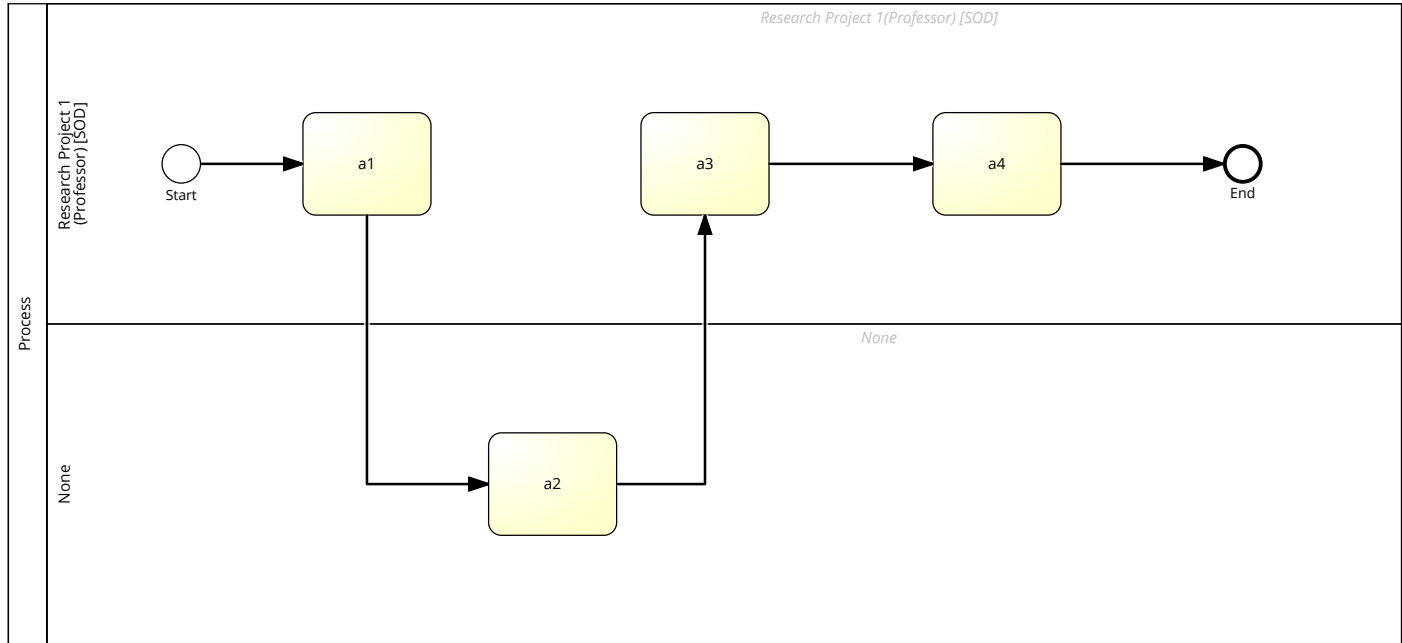 Research Project 1(Professor) [SOD]
Process
Research Project 1
(Professor) [SOD]
Start
a1
a3
a4
End
None
None
a2